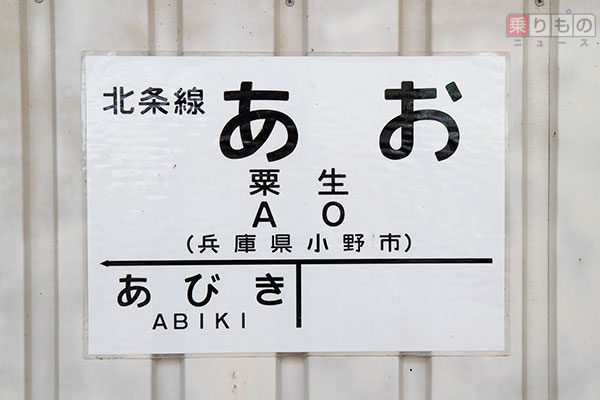 乗りもの
ニュース
北条線
あお
粟生
AO
(兵庫県小野市)
あびき
ABIKI